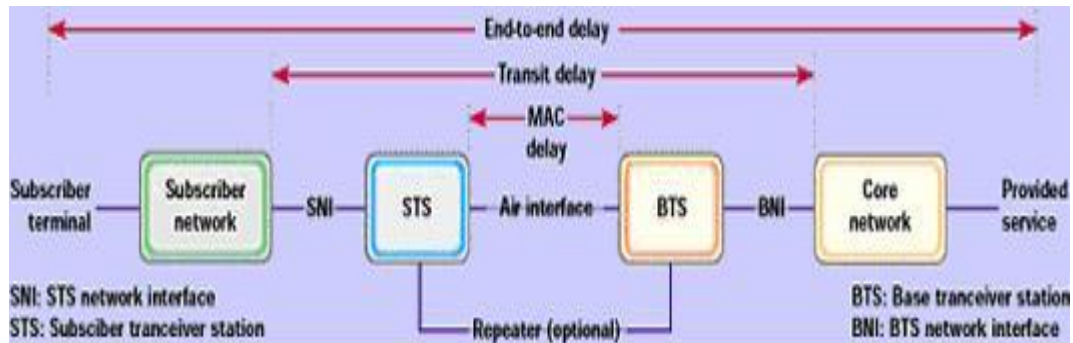 End-to-end delay
Transit delay
MAC
delay
Subscriber
terminal
Subscriber
network
SNI
STS
Air interface
BTS
BNI
Core
network
Provided
service
SNI: STS network interface
STS: Subsciber tranceiver station
Repeater (optional)
BTS: Base tranceiver station
BNI: BTS network interface